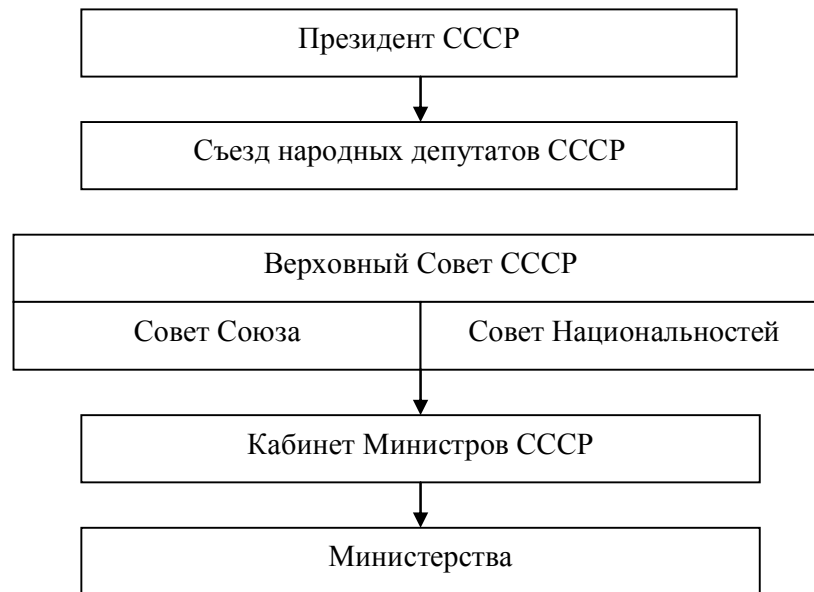 Президент СССР
Съезд народных депутатов СССР
Верховный Совет СССР
Совет Союза
Совет Национальностей
Кабинет Министров СССР
Министерства